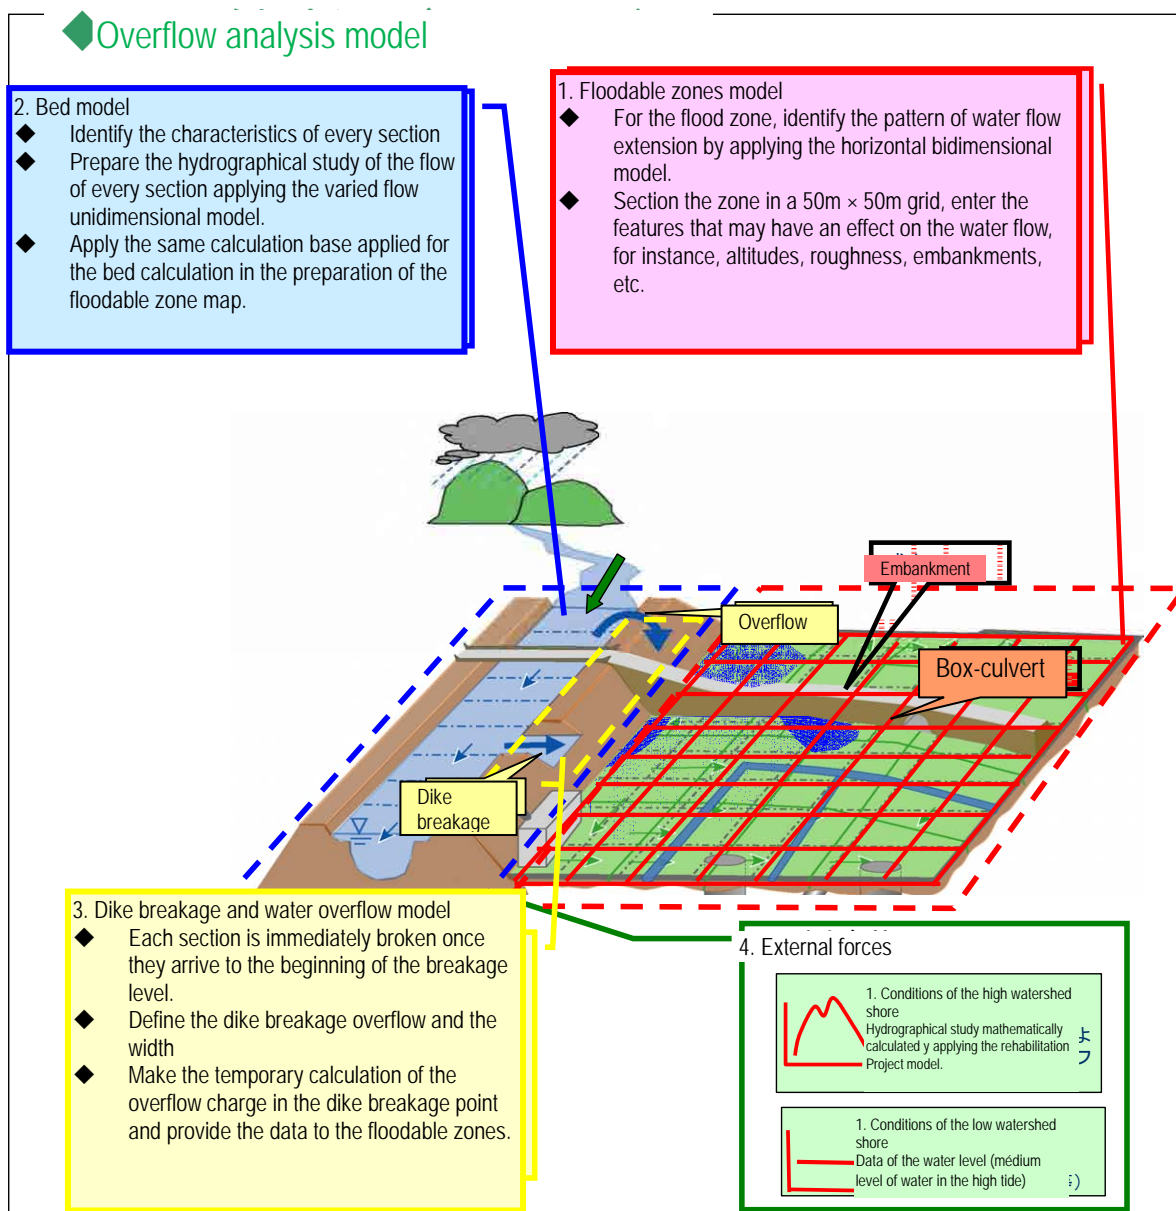 Overflow analysis model
2. Bed model
◆ Identify the characteristics of every section
◆ Prepare the hydrographical study of the flow
of every section applying the varied flow
unidimensional model.
◆ Apply the same calculation base applied for
the bed calculation in the preparation of the
floodable zone map.
1. Floodable zones model
◆ For the flood zone, identify the pattern of water flow
extension by applying the horizontal bidimensional
model.
◆ Section the zone in a 50m × 50m grid, enter the
features that may have an effect on the water flow,
for instance, altitudes, roughness, embankments,
etc.
Embankment
Overflow
Box-culvert
Dike
breakage
3. Dike breakage and water overflow model
◆ Each section is immediately broken once
they arrive to the beginning of the breakage
level.
◆ Define the dike breakage overflow and the
width
◆ Make the temporary calculation of the
overflow charge in the dike breakage point
and provide the data to the floodable zones.
4. External forces
1. Conditions of the high watershed
shore
Hydrographical study mathematically
calculated y applying the rehabilitation
Project model.
1. Conditions of the low watershed
shore
Data of the water level (médium
level of water in the high tide)